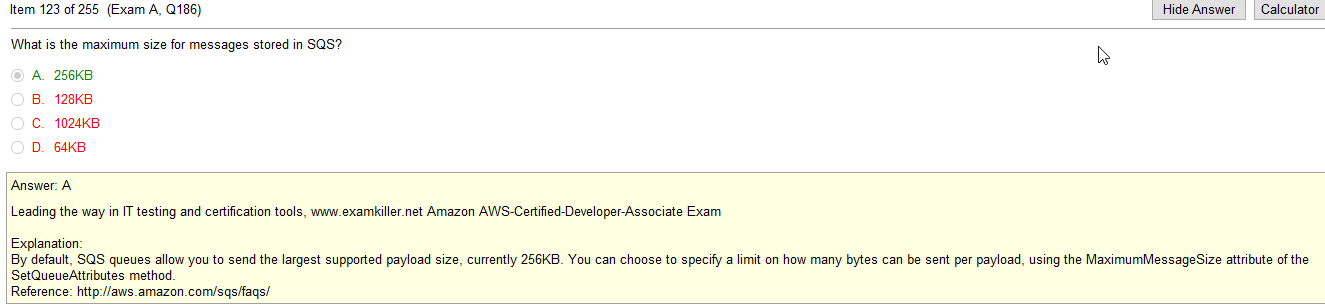 Item 123 of 255  (Exam A, Q186)
Hide Answer
Calculator
What is the maximum size for messages stored in SQS?
A. 256KB
B. 128KB
C. 1024KB
D. 64KB
Answer: A
Leading the way in IT testing and certification tools, www.examkiller.net Amazon AWS-Certified-Developer-Associate Exam
Explanation:
By default, SQS queues allow you to send the largest supported payload size, currently 256KB. You can choose to specify a limit on how many bytes can be sent per payload, using the MaximumMessageSize attribute of the
SetQueueAttributes method.
Reference: http://aws.amazon.com/sqs/faqs/